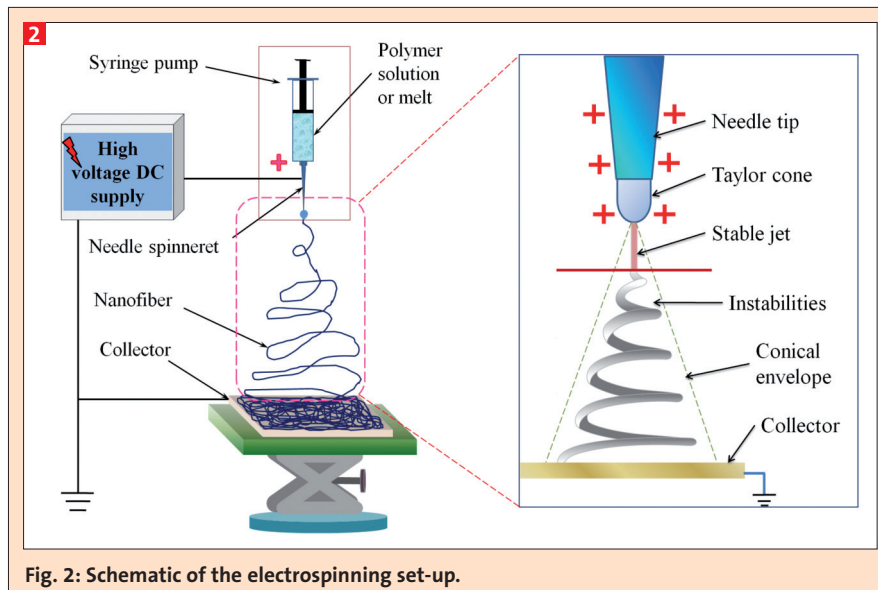 2
Syringe pump
Polymer
solution
or melt
High
voltage DC
supply
+
Needle spinneret
Nanofiber
Collector
+ +
+ +
+ +
Needle tip
Taylor cone
Stable jet
Instabilities
Conical
envelope
Collector
Fig. 2: Schematic of the electrospinning set-up.